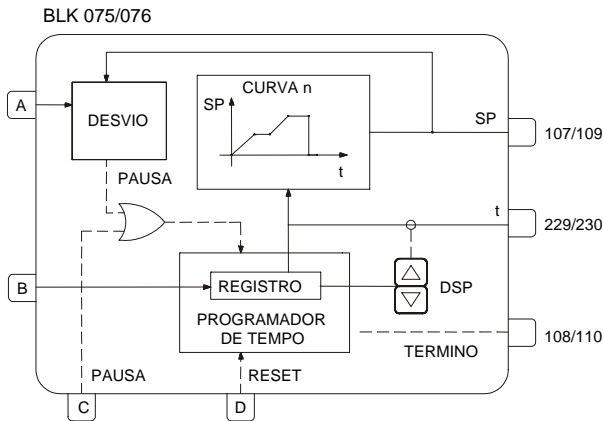 BLK 075/076
CURVA n
SP
t
A
DESVIO
PAUSA
SP
107/109
t
229/230
B
REGISTRO
PROGRAMADOR
DE TEMPO
DSP
TERMINO
108/110
PAUSA
RESET
C
D